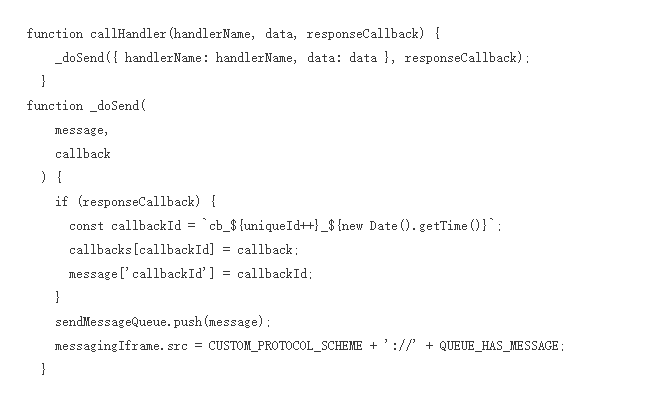 function callHandler(handlerName, data, responseCallback) {
    _doSend({ handlerName: handlerName, data: data }, responseCallback);
  }
function _doSend(
    message,
    callback
  ) {
    if (responseCallback) {
      const callbackId = `cb_${uniqueId++}_${new Date().getTime()}`;
      callbacks[callbackId] = callback;
      message['callbackId'] = callbackId;
    }
    sendMessageQueue.push(message);
    messagingIframe.src = CUSTOM_PROTOCOL_SCHEME + '://' + QUEUE_HAS_MESSAGE;
  }